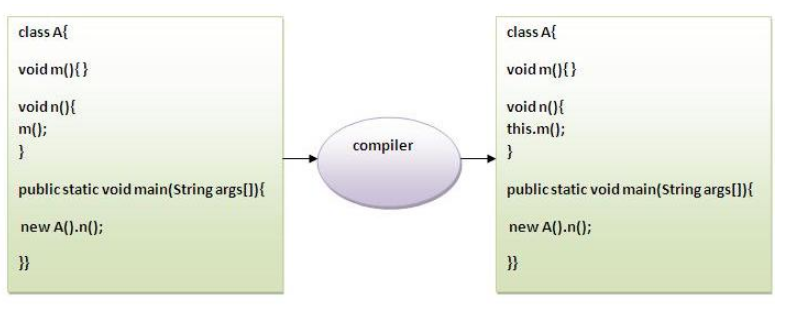 class A{
void m(){}
void n(){
m();
}
public static void main(String args[]){
new A().n();
}}
compiler
class A{
void m(){}
void n(){
this.m();
}
public static void main(String args[]){
new A().n();
}}